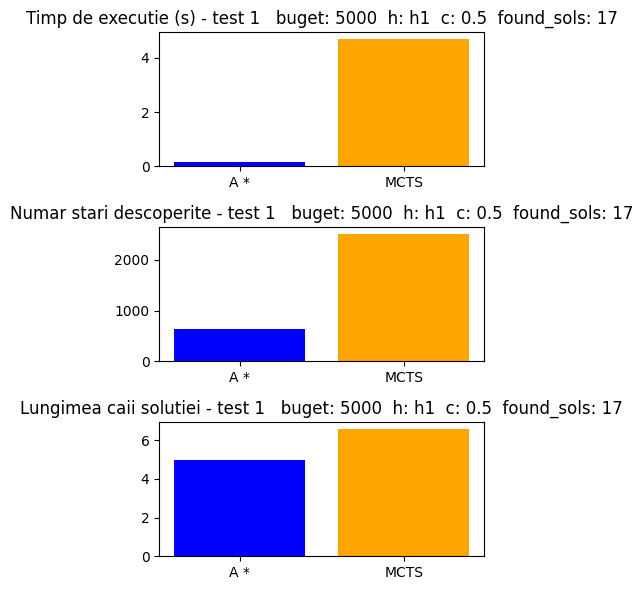 Timp de executie (s) - test 1   buget: 5000  h: h1  c: 0.5  found_sols: 17
4
2
0
A *
MCTS
Numar stari descoperite - test 1   buget: 5000  h: h1  c: 0.5  found_sols: 17
2000
1000
0
A *
MCTS
Lungimea caii solutiei - test 1   buget: 5000  h: h1  c: 0.5  found_sols: 17
6
4
2
0
A *
MCTS